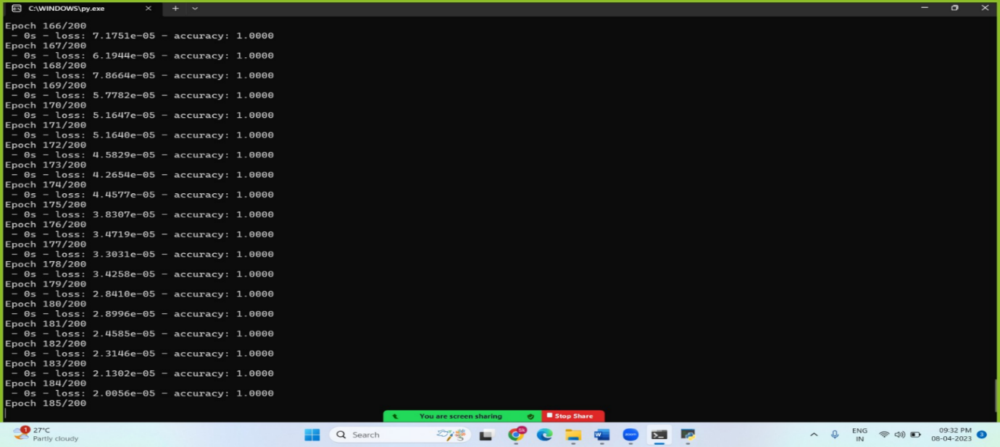 C:\WINDOWS\py.exe
Epoch 166/200
- 0s - loss: 7.1751e-05 - accuracy: 1.0000
Epoch 167/200
- 0s - loss: 6.1944e-05 - accuracy: 1.0000
Epoch 168/200
- 0s - loss: 7.8664e-05 - accuracy: 1.0000
Epoch 169/200
- 0s - loss: 5.7782e-05 - accuracy: 1.0000
Epoch 170/200
- 0s - loss: 5.1647e-05 - accuracy: 1.0000
Epoch 171/200
- 0s - loss: 5.1640e-05 - accuracy: 1.0000
Epoch 172/200
- 0s - loss: 4.5829e-05 - accuracy: 1.0000
Epoch 173/200
- 0s - loss: 4.2654e-05 - accuracy: 1.0000
Epoch 174/200
- 0s - loss: 4.4577e-05 - accuracy: 1.0000
Epoch 175/200
- 0s - loss: 3.8307e-05 - accuracy: 1.0000
Epoch 176/200
- 0s - loss: 3.4719e-05 - accuracy: 1.0000
Epoch 177/200
- 0s - loss: 3.3031e-05 - accuracy: 1.0000
Epoch 178/200
- 0s - loss: 3.4258e-05 - accuracy: 1.0000
Epoch 179/200
- 0s - loss: 2.8410e-05 - accuracy: 1.0000
Epoch 180/200
- 0s - loss: 2.8996e-05 - accuracy: 1.0000
Epoch 181/200
- 0s - loss: 2.4585e-05 - accuracy: 1.0000
Epoch 182/200
- 0s - loss: 2.3146e-05 - accuracy: 1.0000
Epoch 183/200
- 0s - loss: 2.1302e-05 - accuracy: 1.0000
Epoch 184/200
- 0s - loss: 2.0056e-05 - accuracy: 1.0000
Epoch 185/200
You are screen sharing Stop Share
1 27°C
Partly cloudy
Search
Sk
W
zoom
ENG
IN
09:32 PM
08-04-2023
3